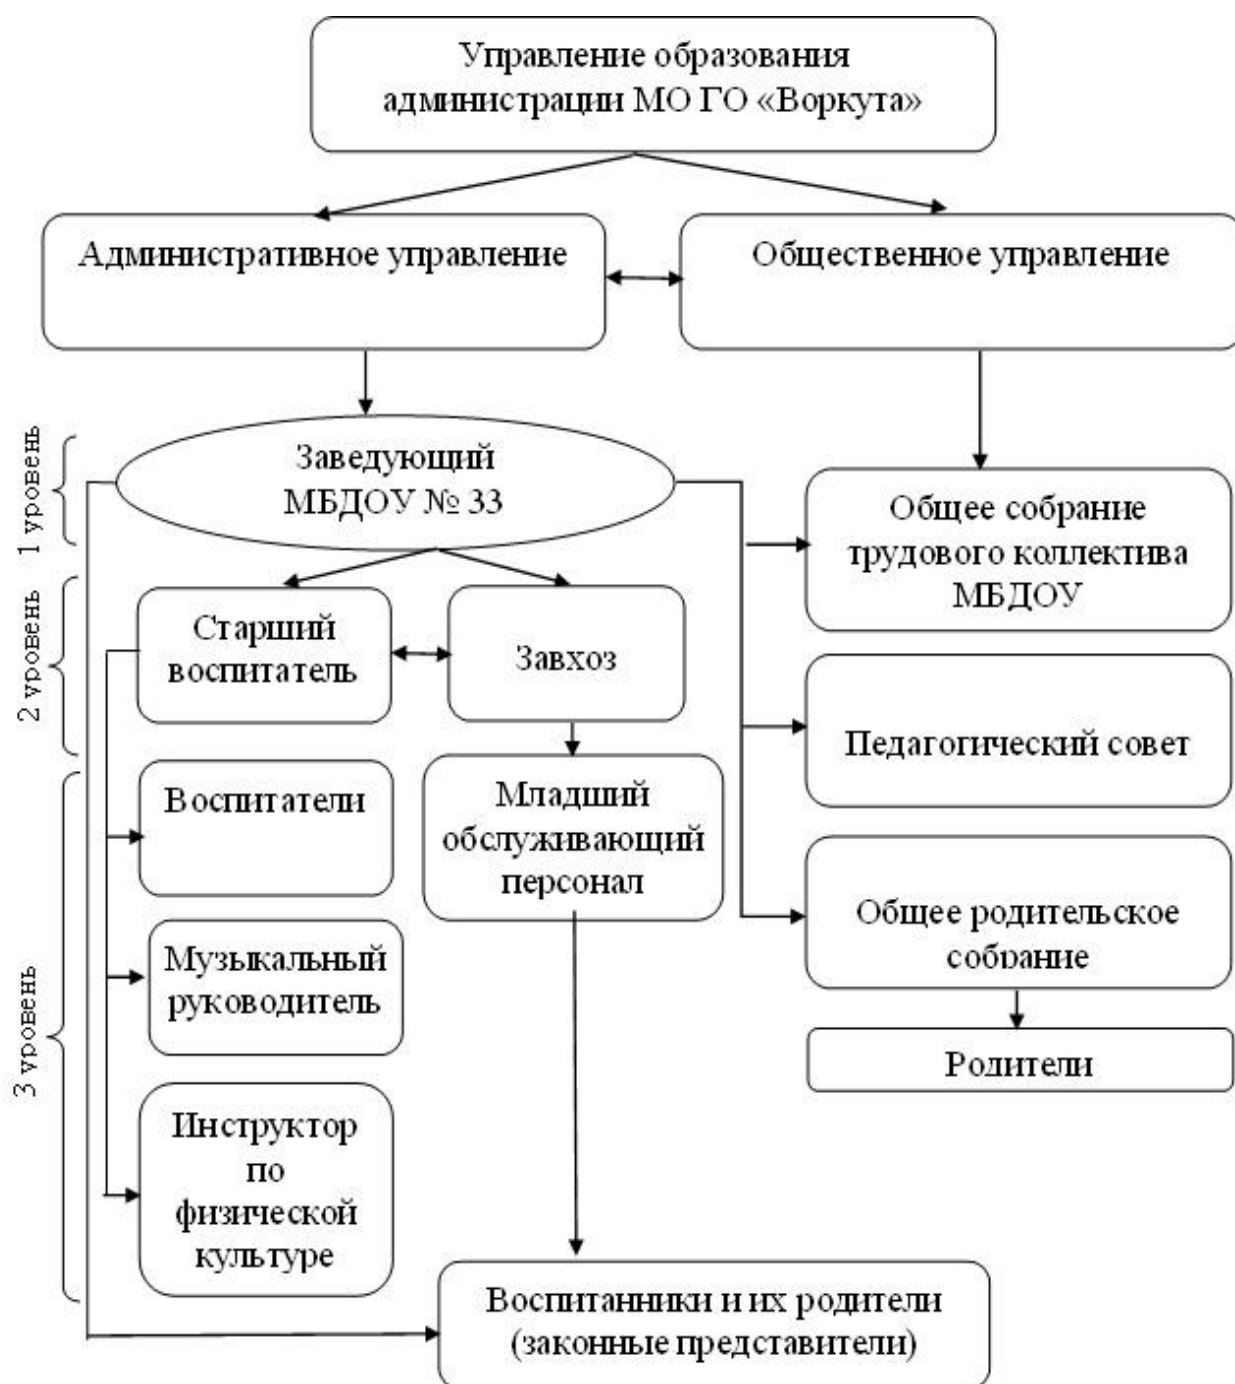 Управление образования
администрации МО ГО «Воркута»
Административное управление
Общественное управление
1 уровень
Заведующий
МБДОУ № 33
Общее собрание
трудового коллектива
МБДОУ
2 уровень
Старший
воспитатель
Завхоз
Педагогический совет
3 уровень
Воспитатели
Младший
обслуживающий
персонал
Общее родительское
собрание
Музыкальный
руководитель
Родители
Инструктор
по
физической
культуре
Воспитанники и их родители
(законные представители)